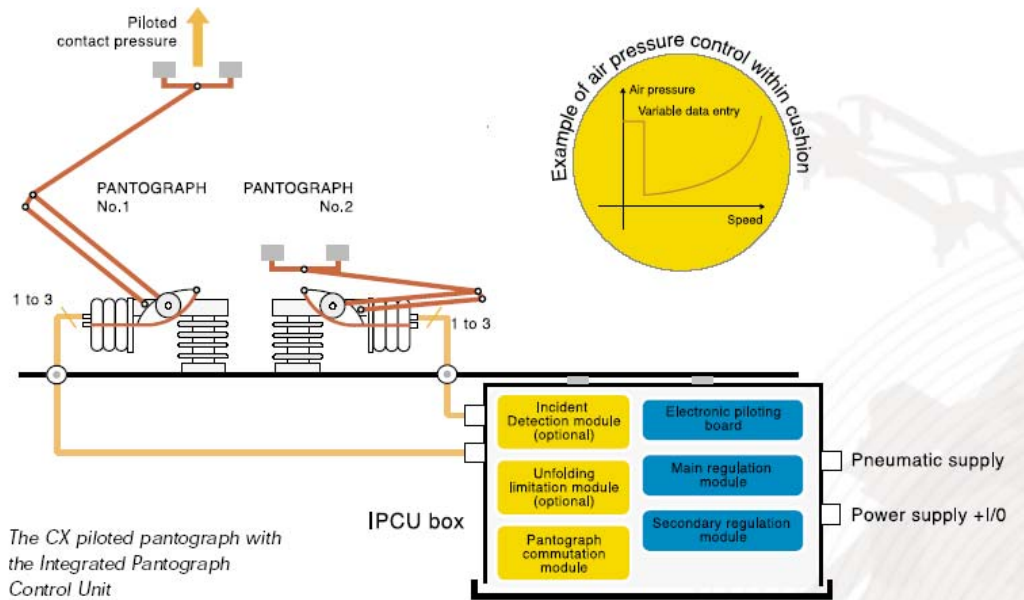 Piloted
contact pressure
Example of air pressure control within cushion
Air pressure
Variable data entry
Speed
PANTOGRAPH
No.1
PANTOGRAPH
No.2
1 to 3
1 to 3
Incident
Detection module
(optional)
Unfolding
limitation module
(optional)
Pantograph
commutation
module
Electronic piloting
board
Main regulation
module
Secondary regulation
module
Pneumatic supply
Power supply +I/0
IPCU box
The CX piloted pantograph with
the Integrated Pantograph
Control Unit